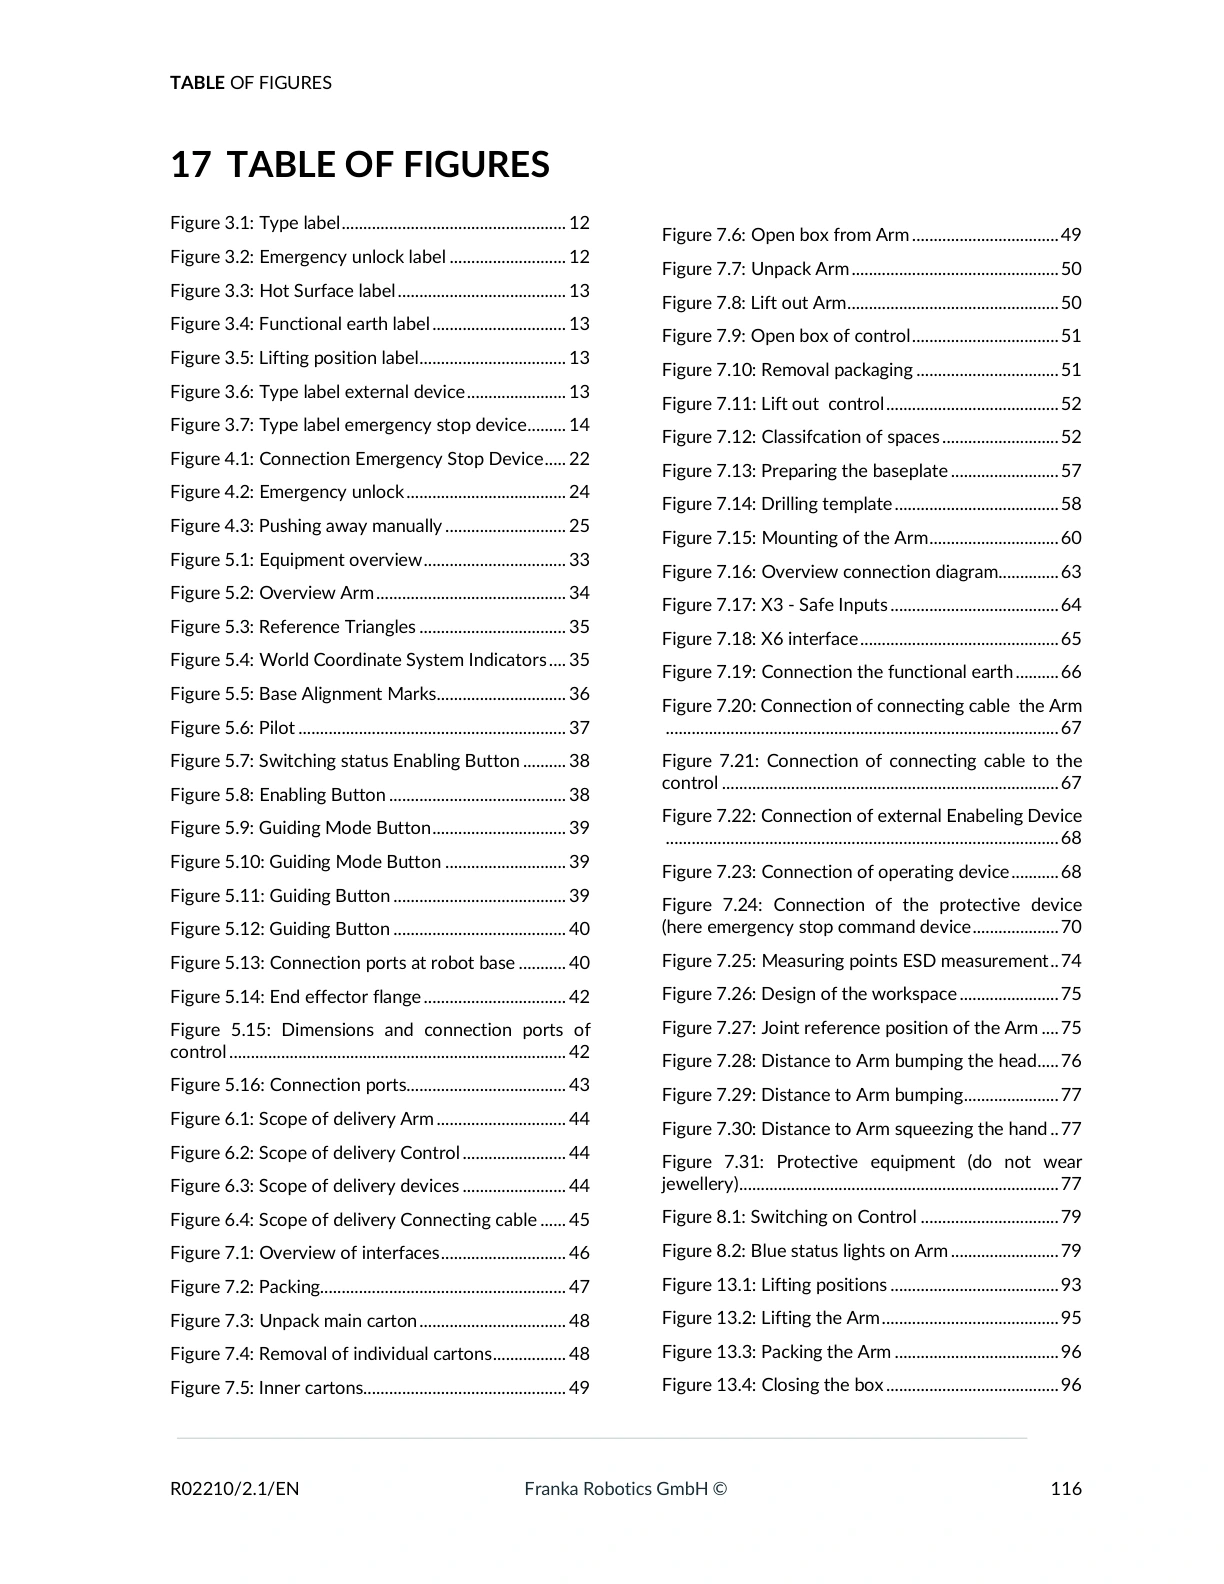 TABLE OF FIGURES
17 TABLE OF FIGURES
Figure 3.1: Type label........................................................ 12
Figure 3.2: Emergency unlock label ............................. 12
Figure 3.3: Hot Surface label.......................................... 13
Figure 3.4: Functional earth label................................. 13
Figure 3.5: Lifting position label.................................... 13
Figure 3.6: Type label external device......................... 13
Figure 3.7: Type label emergency stop device......... 14
Figure 4.1: Connection Emergency Stop Device..... 22
Figure 4.2: Emergency unlock........................................ 24
Figure 4.3: Pushing away manually .............................. 25
Figure 5.1: Equipment overview.................................... 33
Figure 5.2: Overview Arm................................................ 34
Figure 5.3: Reference Triangles ..................................... 35
Figure 5.4: World Coordinate System Indicators.... 35
Figure 5.5: Base Alignment Marks................................ 36
Figure 5.6: Pilot ................................................................... 37
Figure 5.7: Switching status Enabling Button .......... 38
Figure 5.8: Enabling Button ............................................ 38
Figure 5.9: Guiding Mode Button.................................. 39
Figure 5.10: Guiding Mode Button ............................... 39
Figure 5.11: Guiding Button ........................................... 39
Figure 5.12: Guiding Button ........................................... 40
Figure 5.13: Connection ports at robot base ........... 40
Figure 5.14: End effector flange.................................... 42
Figure 5.15: Dimensions and connection ports of
control.................................................................................... 42
Figure 5.16: Connection ports........................................ 43
Figure 6.1: Scope of delivery Arm................................. 44
Figure 6.2: Scope of delivery Control .......................... 44
Figure 6.3: Scope of delivery devices .......................... 44
Figure 6.4: Scope of delivery Connecting cable ...... 45
Figure 7.1: Overview of interfaces................................ 46
Figure 7.2: Packing.............................................................. 47
Figure 7.3: Unpack main carton..................................... 48
Figure 7.4: Removal of individual cartons.................. 48
Figure 7.5: Inner cartons................................................... 49
Figure 7.6: Open box from Arm..................................... 49
Figure 7.7: Unpack Arm.................................................... 50
Figure 7.8: Lift out Arm..................................................... 50
Figure 7.9: Open box of control..................................... 51
Figure 7.10: Removal packaging ................................... 51
Figure 7.11: Lift out  control........................................... 52
Figure 7.12: Classifcation of spaces............................. 52
Figure 7.13: Preparing the baseplate........................... 57
Figure 7.14: Drilling template......................................... 58
Figure 7.15: Mounting of the Arm................................ 60
Figure 7.16: Overview connection diagram.............. 63
Figure 7.17: X3 - Safe Inputs.......................................... 64
Figure 7.18: X6 interface.................................................. 65
Figure 7.19: Connection the functional earth.......... 66
Figure 7.20: Connection of connecting cable  the Arm
.................................................................................................. 67
Figure 7.21: Connection of connecting cable to the
control .................................................................................... 67
Figure 7.22: Connection of external Enabeling Device
.................................................................................................. 68
Figure 7.23: Connection of operating device........... 68
Figure 7.24: Connection of the protective device
(here emergency stop command device..................... 70
Figure 7.25: Measuring points ESD measurement.. 74
Figure 7.26: Design of the workspace......................... 75
Figure 7.27: Joint reference position of the Arm .... 75
Figure 7.28: Distance to Arm bumping the head..... 76
Figure 7.29: Distance to Arm bumping....................... 77
Figure 7.30: Distance to Arm squeezing the hand .. 77
Figure 7.31: Protective equipment (do not wear
jewellery)............................................................................... 77
Figure 8.1: Switching on Control .................................. 79
Figure 8.2: Blue status lights on Arm........................... 79
Figure 13.1: Lifting positions .......................................... 93
Figure 13.2: Lifting the Arm............................................ 95
Figure 13.3: Packing the Arm ......................................... 96
Figure 13.4: Closing the box........................................... 96
R02210/2.1/EN
Franka Robotics GmbH ©
116